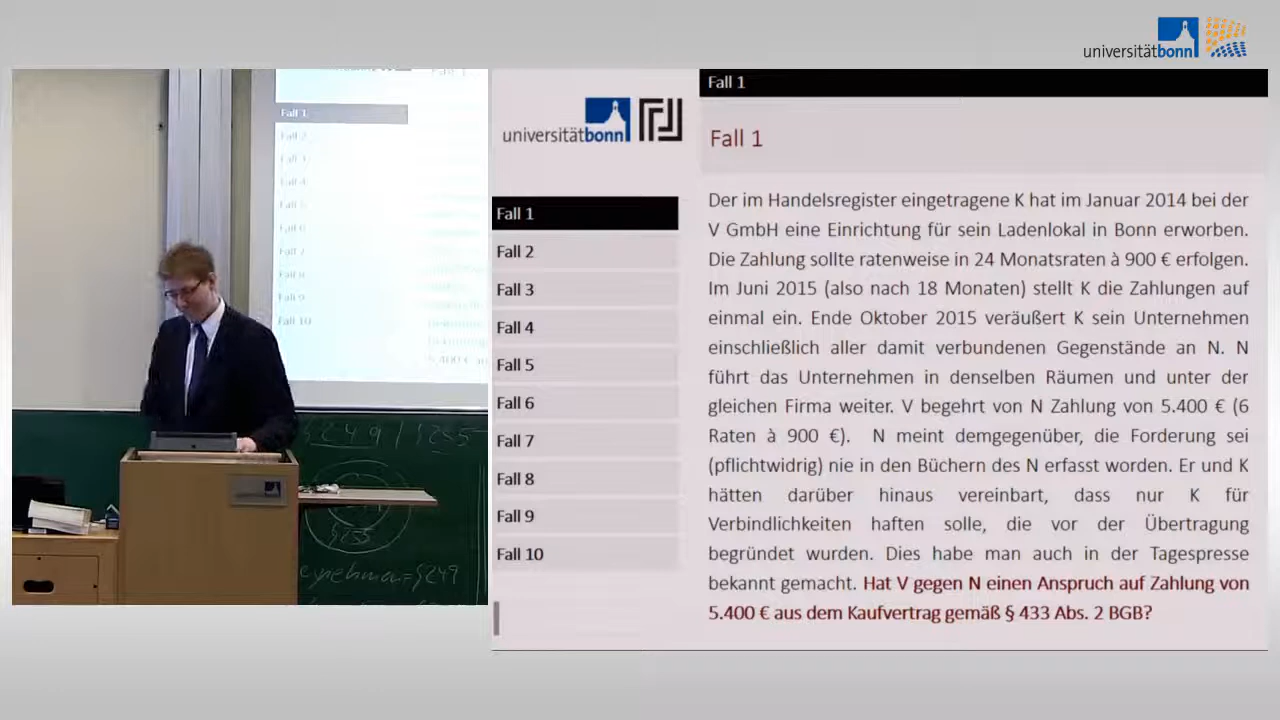 universitätbonn
Fall 1
Fall 1
universitätbonn
Fall 1
Fall 2
Fall 3
Fall 4
Fall 5
Fall 6
Fall 7
Fall 8
Fall 9
Fall 10
Der im Handelsregister eingetragene K hat im Januar 2014 bei der
V GmbH eine Einrichtung für sein Ladenlokal in Bonn erworben.
Die Zahlung sollte ratenweise in 24 Monatsraten à 900 € erfolgen.
Im Juni 2015 (also nach 18 Monaten) stellt K die Zahlungen auf
einmal ein. Ende Oktober 2015 veräußert K sein Unternehmen
einschließlich aller damit verbundenen Gegenstände an N. N
führt das Unternehmen in denselben Räumen und unter der
gleichen Firma weiter. V begehrt von N Zahlung von 5.400 € (6
Raten à 900 €). N meint demgegenüber, die Forderung sei
(pflichtwidrig) nie in den Büchern des N erfasst worden. Er und K
hätten darüber hinaus vereinbart, dass nur K für
Verbindlichkeiten haften solle, die vor der Übertragung
begründet wurden. Dies habe man auch in der Tagespresse
bekannt gemacht. Hat V gegen N einen Anspruch auf Zahlung von
5.400 € aus dem Kaufvertrag gemäß § 433 Abs. 2 BGB?
Fall 1
Fall 2
Fall 3
Fall 4
Fall 5
Fall 6
Fall 7
Fall 8
Fall 9
Fall 10
§ 249 / § 255
§255
= §249